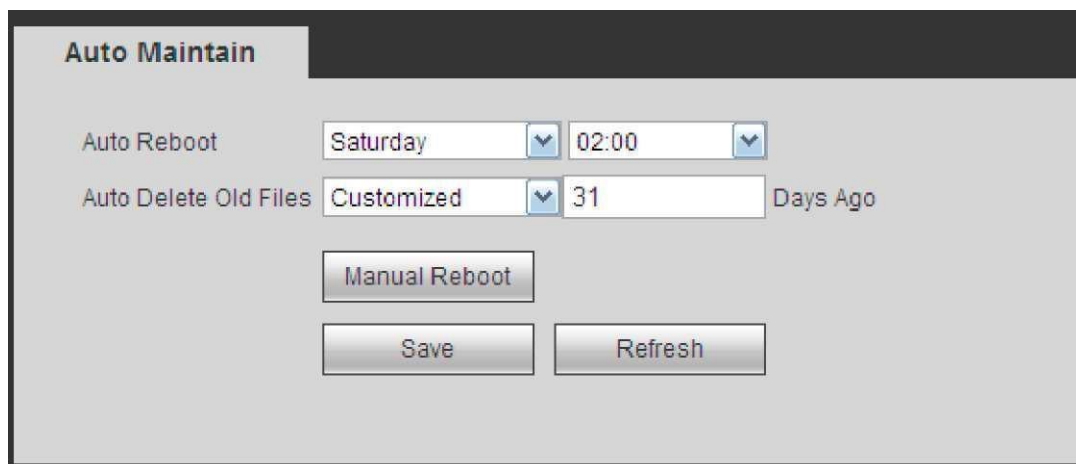 Auto Maintain
Auto Reboot Saturday 02:00
Auto Delete Old Files Customized 31 Days Ago
Manual Reboot
Save Refresh